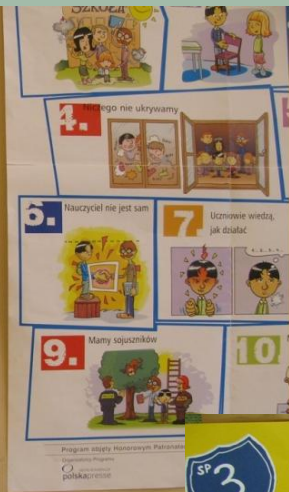 SZKOŁA
4.
Niczego nie ukrywamy
6.
Nauczyciel nie jest sam
7.
Uczniowie wiedzą,
jak działać
9.
Mamy sojuszników
10
Program objęty Honorowym Patronatem
Organizatorzy Programu
polskapresse
SP
3